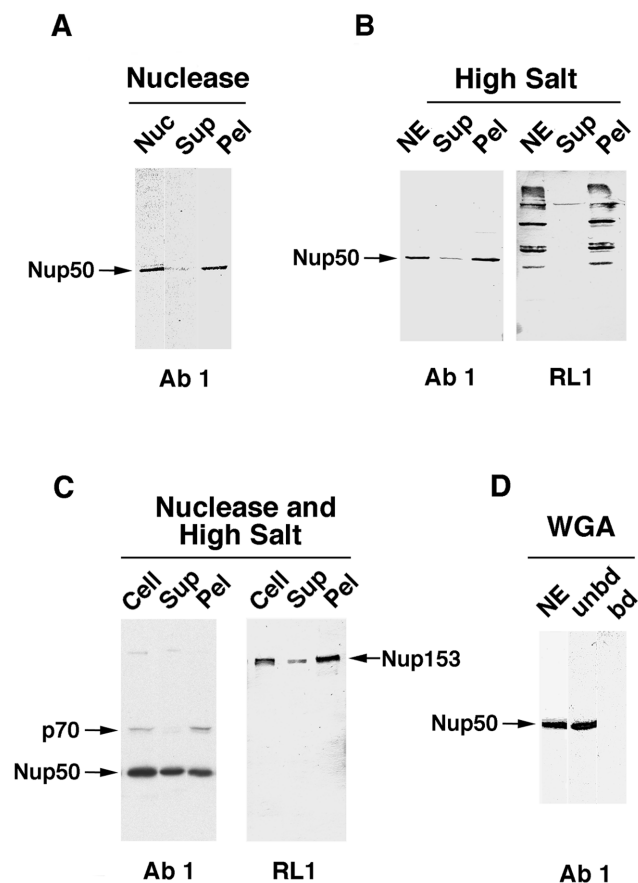 A
Nuclease
Nuc Sup Pel
Nup50
Ab 1
B
High Salt
NE Sup Pel NE Sup Pel
Nup50
Ab 1 RL1
C
Nuclease and
High Salt
Cell Sup Pel Cell Sup Pel
Nup153
p70
Nup50
Ab 1 RL1
D
WGA
NE unbd bd
Nup50
Ab 1